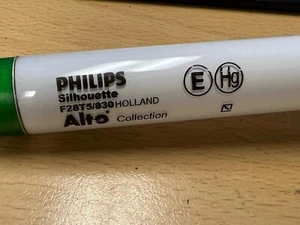 PHILIPS
Silhouette
F28T5/830 HOLLAND
Alto Collection
E Hg